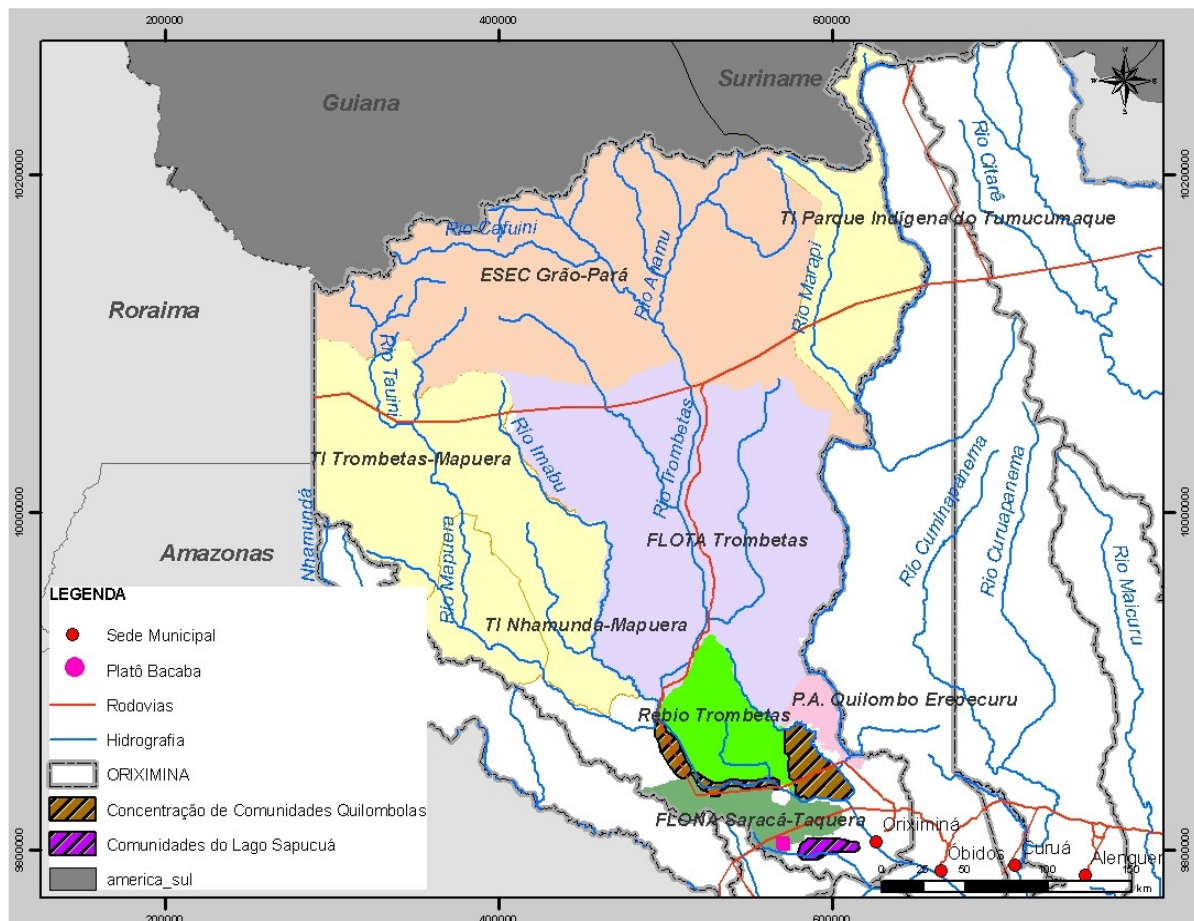 200000
400000
600000
Suriname
Guiana
N
W
E
S
10200000
10200000
Rio Citarê
TI Parque Indígena do Tumucumaque
Rio Cafuini
ESEC Grão-Pará
Rio Anamu
Rio Marapi
Roraima
Rio Tauini
Rio Imabu
Rio Trombetas
TI Trombetas-Mapuera
10000000
10000000
Nhamundá
Amazonas
Rio Mapuera
FLOTA Trombetas
Rio Cuminapanema
Rio Curuapanema
Rio Maicuru
TI Nhamunda-Mapuera
P.A. Quilombo Erepecuru
Rebio Trombetas
FLONA Saracá-Taquera
Oriximiná
Óbidos
Curuá
Alenquer
9800000
9800000
0 25 50 100 150
km
LEGENDA
Sede Municipal
Platô Bacaba
Rodovias
Hidrografia
ORIXIMINA
Concentração de Comunidades Quilombolas
Comunidades do Lago Sapucuá
america_sul
200000
400000
600000